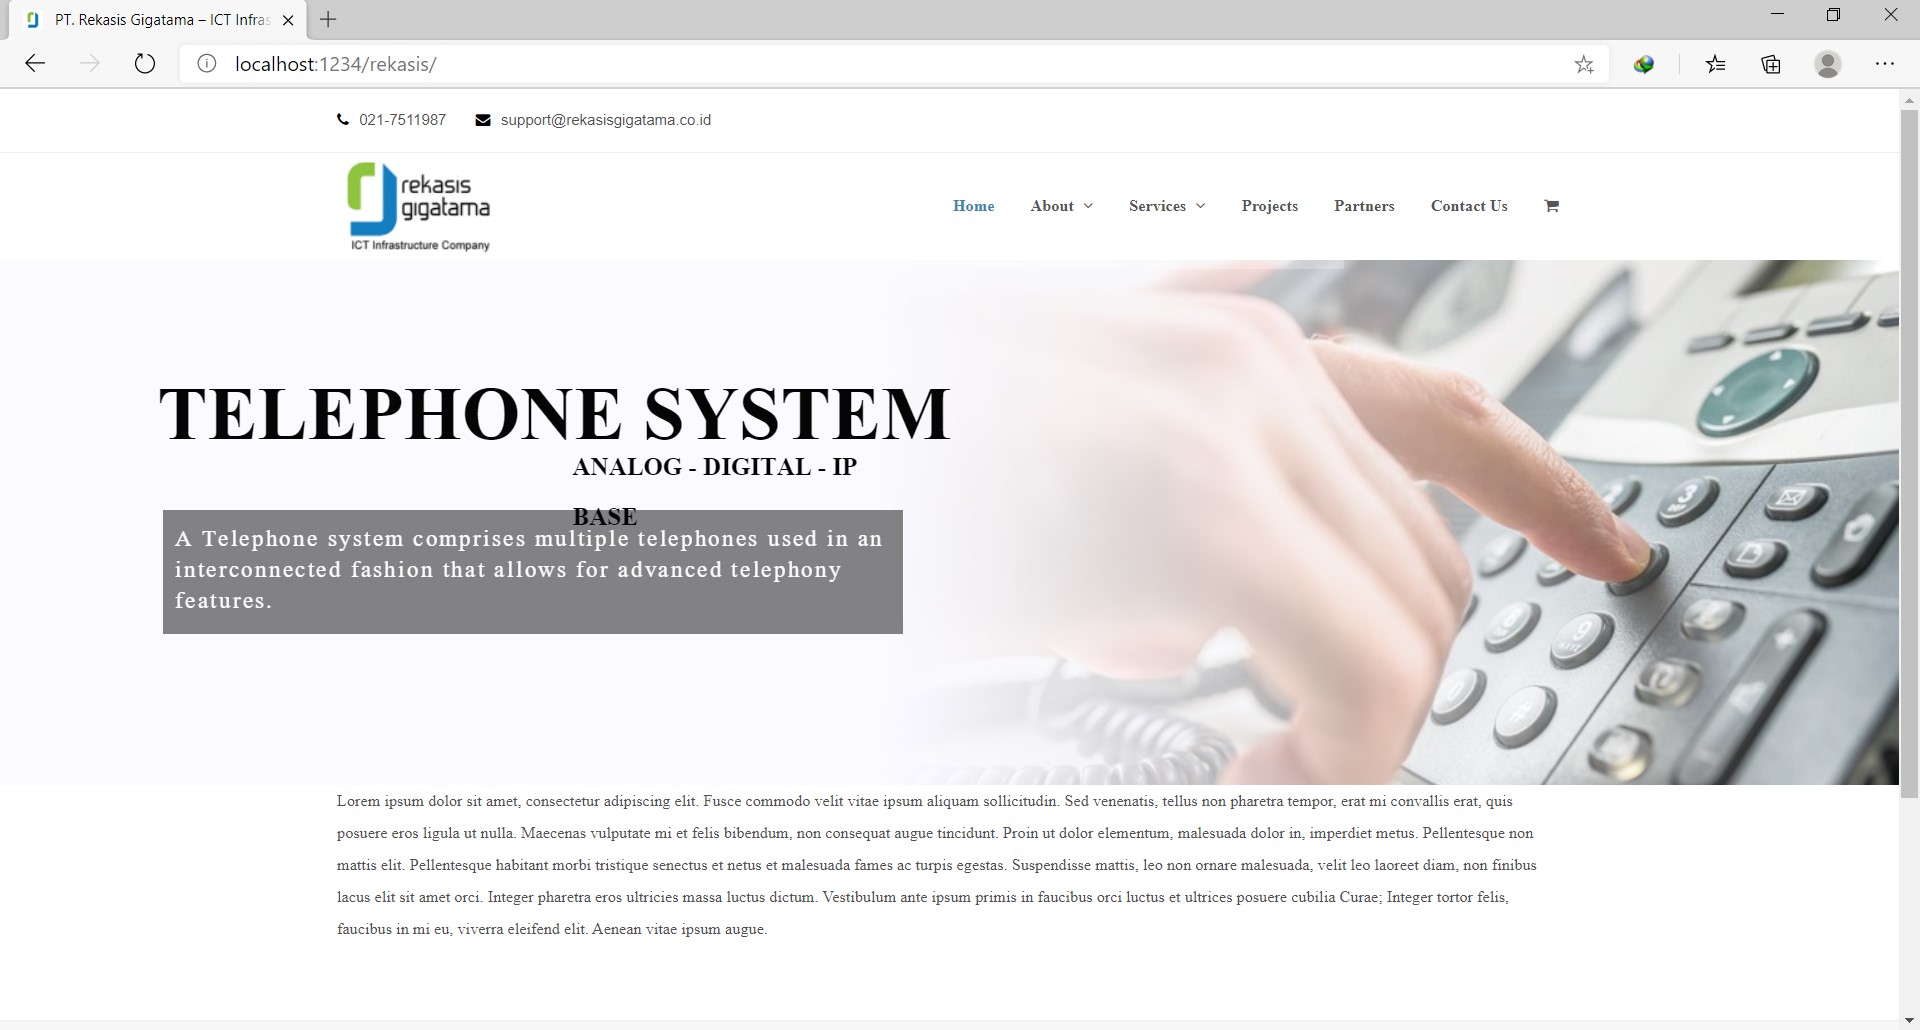 PT. Rekasis Gigatama – ICT Infras
localhost:1234/rekasis/
021-7511987 support@rekasisgigatama.co.id
rekasis
gigatama
ICT Infrastructure Company
Home About Services Projects Partners Contact Us
TELEPHONE SYSTEM
ANALOG - DIGITAL - IP
BASE
A Telephone system comprises multiple telephones used in an
interconnected fashion that allows for advanced telephony
features.
3
9
0
#
Lorem ipsum dolor sit amet, consectetur adipiscing elit. Fusce commodo velit vitae ipsum aliquam sollicitudin. Sed venenatis, tellus non pharetra tempor, erat mi convallis erat, quis
posuere eros ligula ut nulla. Maecenas vulputate mi et felis bibendum, non consequat augue tincidunt. Proin ut dolor elementum, malesuada dolor in, imperdiet metus. Pellentesque non
mattis elit. Pellentesque habitant morbi tristique senectus et netus et malesuada fames ac turpis egestas. Suspendisse mattis, leo non ornare malesuada, velit leo laoreet diam, non finibus
lacus elit sit amet orci. Integer pharetra eros ultricies massa luctus dictum. Vestibulum ante ipsum primis in faucibus orci luctus et ultrices posuere cubilia Curae; Integer tortor felis,
faucibus in mi eu, viverra eleifend elit. Aenean vitae ipsum augue.